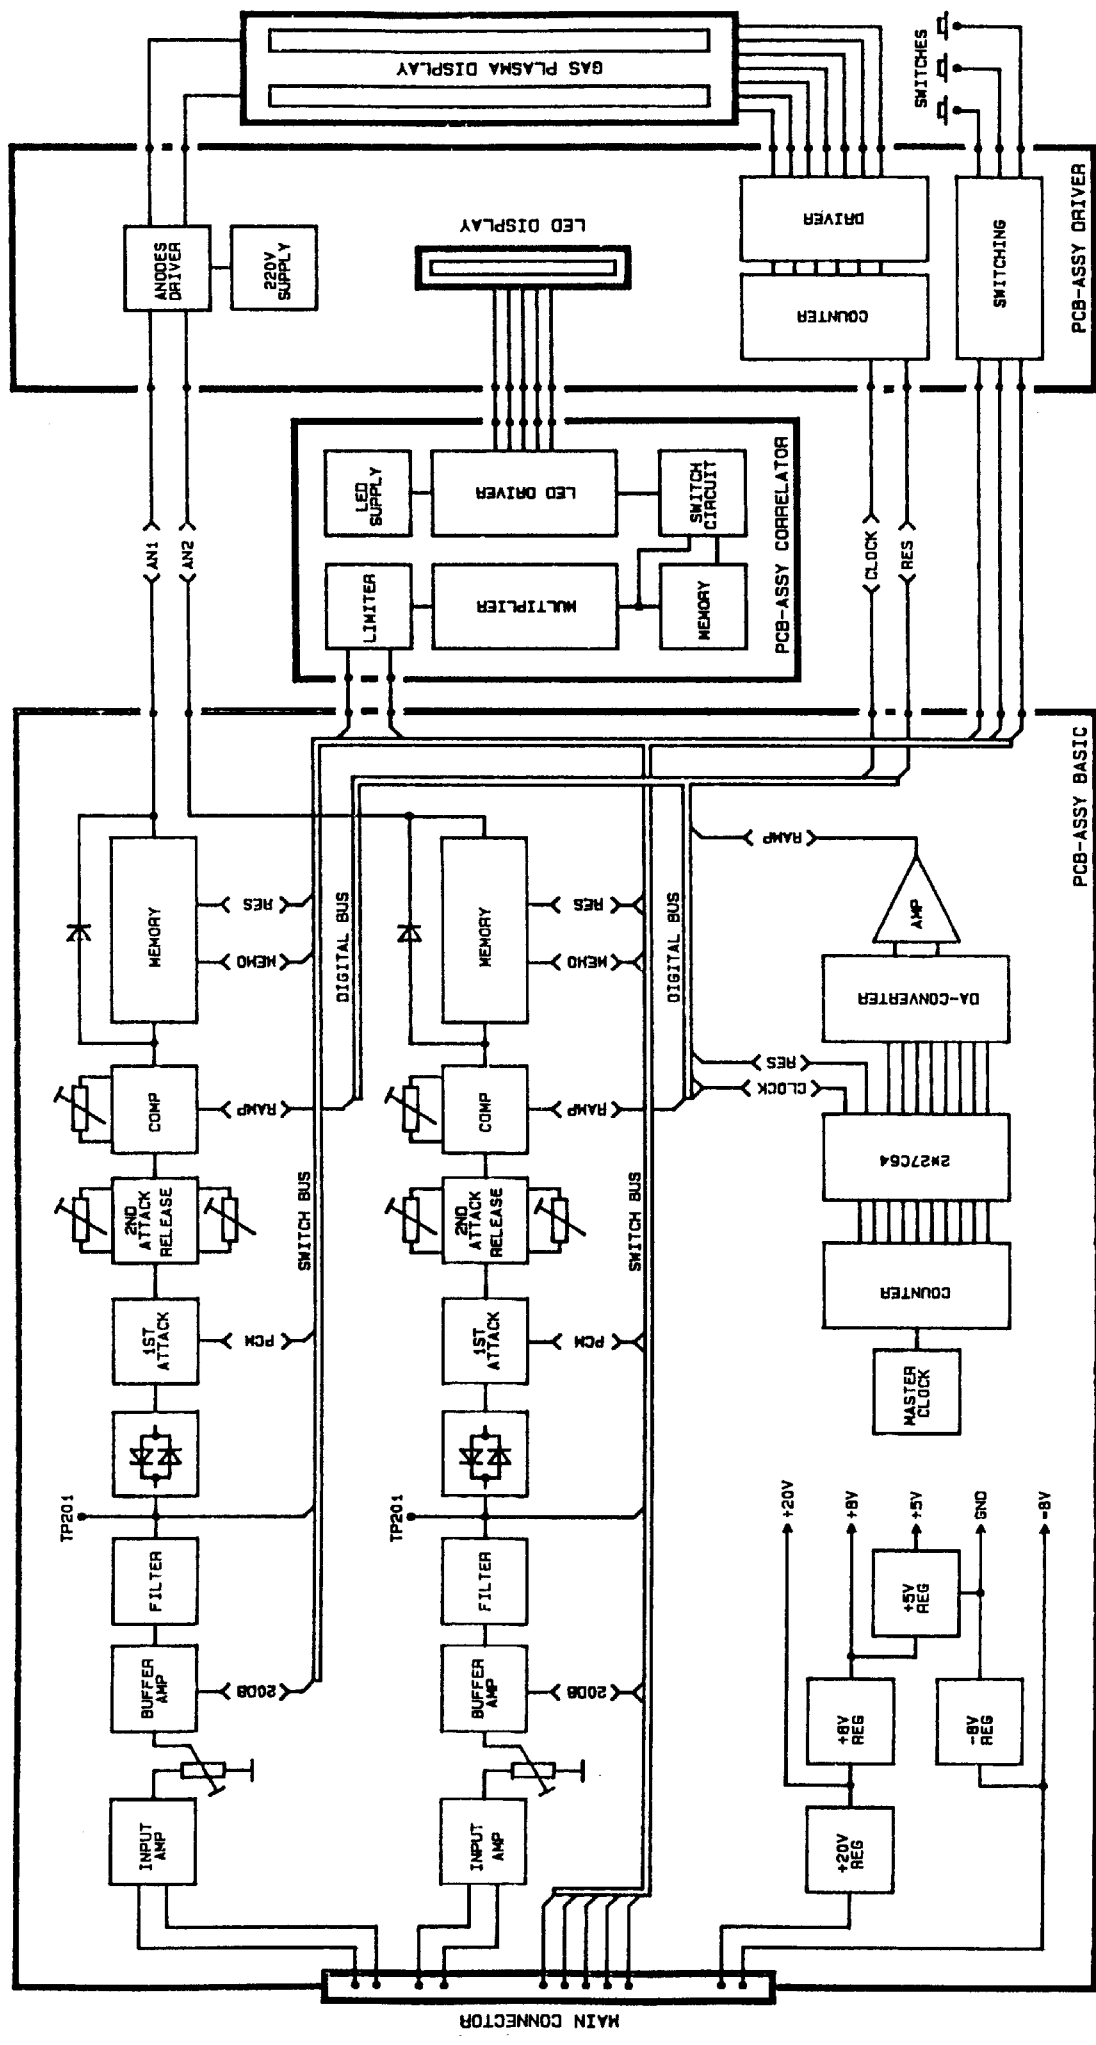 GAS PLASMA DISPLAY
SWITCHES
ANODES
DRIVER
220V
SUPPLY
LED DISPLAY
DRIVER
COUNTER
SWITCHING
PCB-ASSY DRIVER
LED
SUPPLY
LED DRIVER
SWITCH
CIRCUIT
LIMITER
MULTIPLIER
MEMORY
PCB-ASSY CORRELATOR
AN1
AN2
CLOCK
RES
PCB-ASSY BASIC
MEMORY
RES
MEMO
DIGITAL BUS
COMP
RAMP
2ND
ATTACK
RELEASE
SWITCH BUS
1ST
ATTACK
PCM
TP201
FILTER
BUFFER
AMP
20DB
INPUT
AMP
MEMORY
RES
MEMO
DIGITAL BUS
COMP
RAMP
2ND
ATTACK
RELEASE
SWITCH BUS
1ST
ATTACK
PCM
TP201
FILTER
BUFFER
AMP
20DB
INPUT
AMP
RAMP
AMP
DA-CONVERTER
RES
CLOCK
2*27C64
COUNTER
MASTER
CLOCK
+20V
+8V
+5V
GND
-8V
+5V
REG
+8V
REG
-8V
REG
+20V
REG
MAIN CONNECTOR